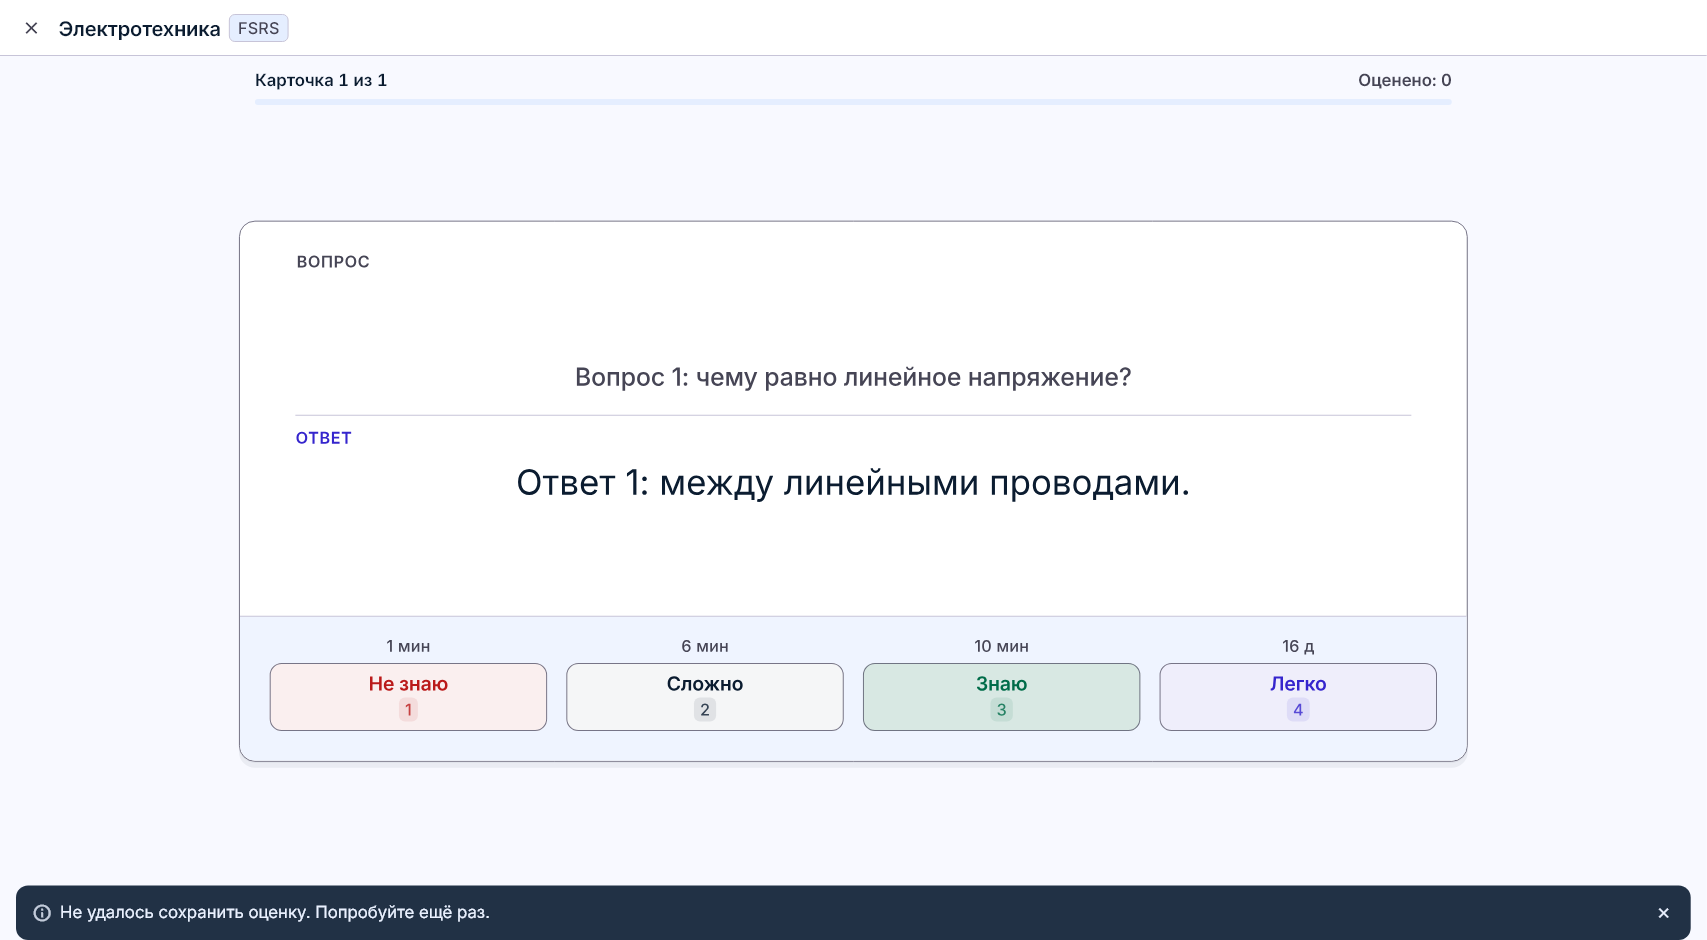 Электротехника FSRS
Карточка 1 из 1
Оценено: 0
ВОПРОС
Вопрос 1: чему равно линейное напряжение?
ОТВЕТ
Ответ 1: между линейными проводами.
1 мин
Не знаю
1
6 мин
Сложно
2
10 мин
Знаю
3
16 д
Легко
4
Не удалось сохранить оценку. Попробуйте ещё раз.